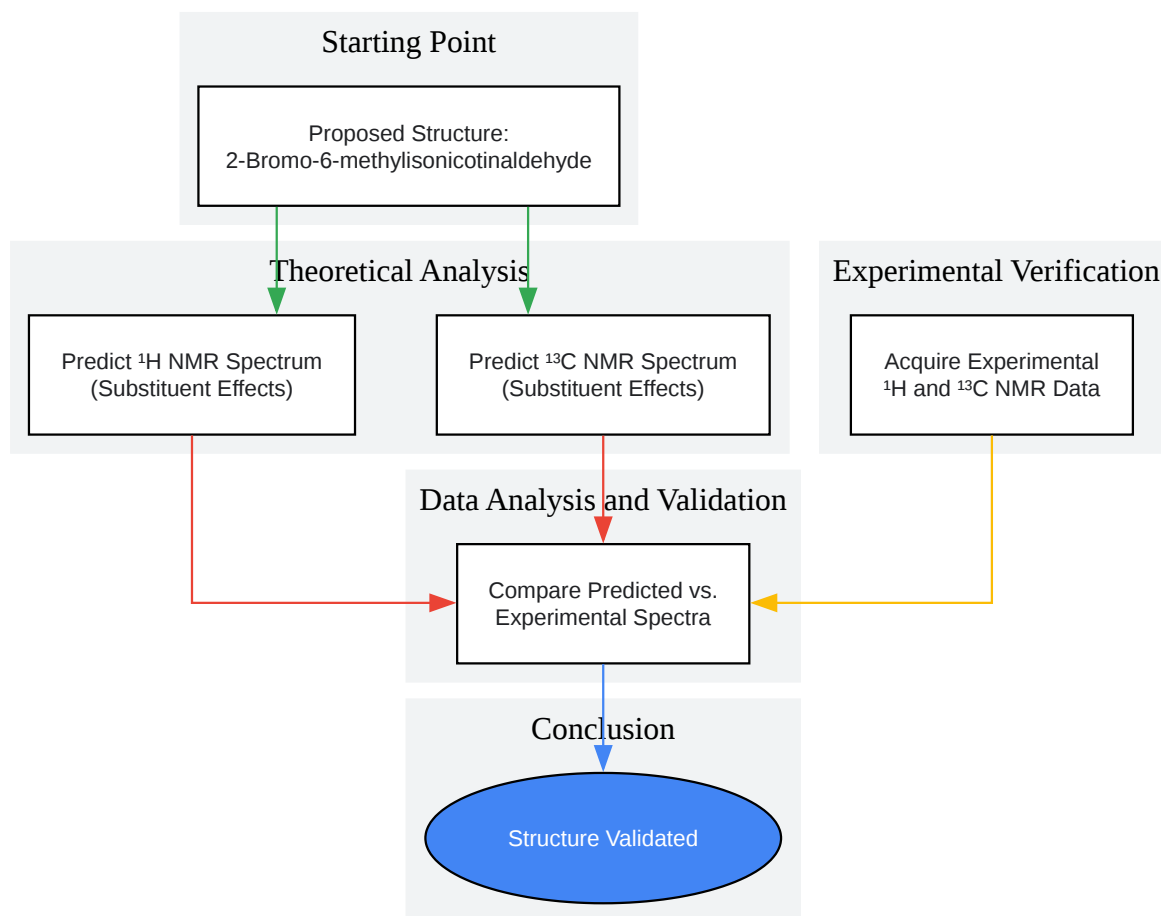 Starting Point
Proposed Structure:
2-Bromo-6-methylisonicotinaldehyde
Theoretical Analysis
Experimental Verification
Predict ¹H NMR Spectrum
(Substituent Effects)
Predict ¹³C NMR Spectrum
(Substituent Effects)
Acquire Experimental
¹H and ¹³C NMR Data
Data Analysis and Validation
Compare Predicted vs.
Experimental Spectra
Conclusion
Structure Validated